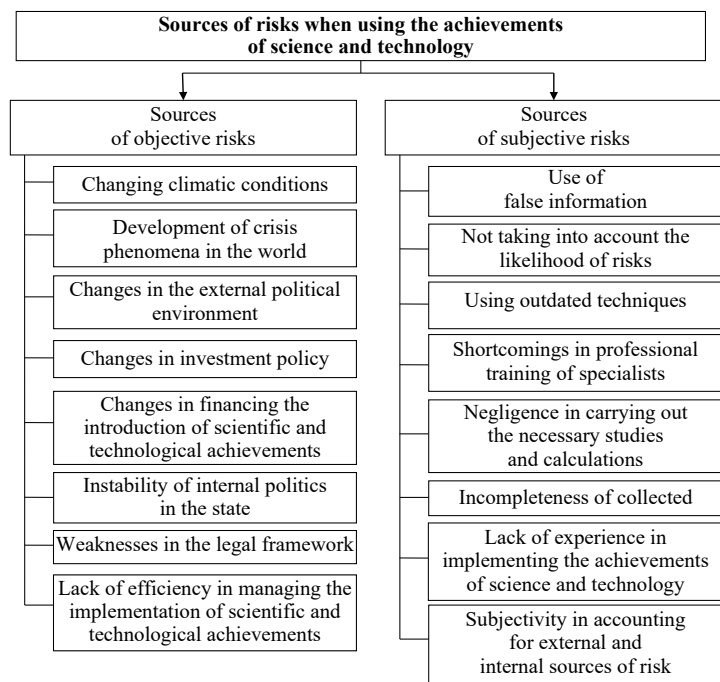 Sources of risks when using the achievements
of science and technology
Sources
of objective risks
Changing climatic conditions
Development of crisis
phenomena in the world
Changes in the external political
environment
Changes in investment policy
Changes in financing the
introduction of scientific and
technological achievements
Instability of internal politics
in the state
Weaknesses in the legal framework
Lack of efficiency in managing the
implementation of scientific and
technological achievements
Sources
of subjective risks
Use of
false information
Not taking into account the
likelihood of risks
Using outdated techniques
Shortcomings in professional
training of specialists
Negligence in carrying out
the necessary studies
and calculations
Incompleteness of collected
Lack of experience in
implementing the achievements
of science and technology
Subjectivity in accounting
for external and
internal sources of risk